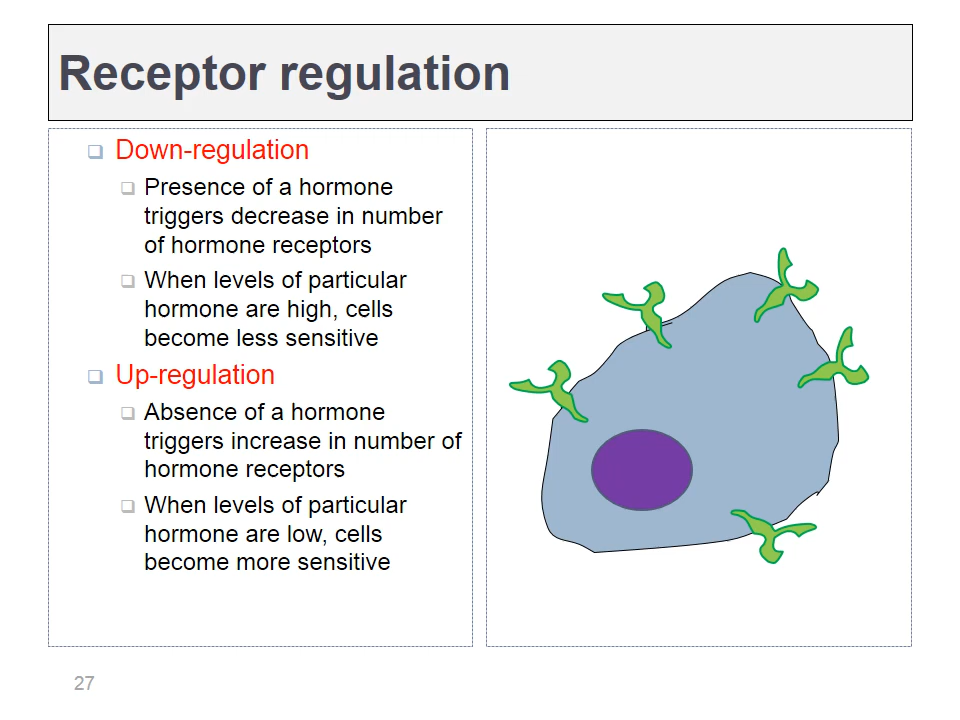 Receptor regulation
Down-regulation
Presence of a hormone
triggers decrease in number
of hormone receptors
When levels of particular
hormone are high, cells
become less sensitive
Up-regulation
Absence of a hormone
triggers increase in number of
hormone receptors
When levels of particular
hormone are low, cells
become more sensitive
27